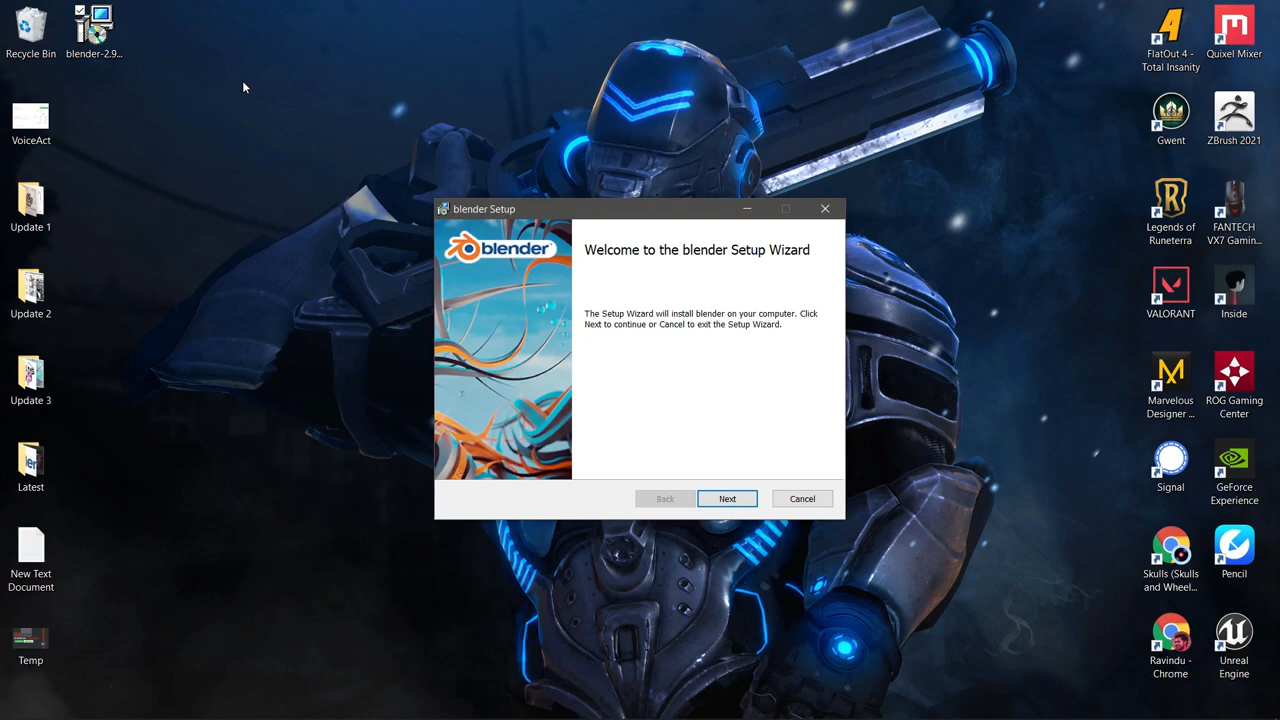 Recycle Bin
blender-2.9...
VoiceAct
Update 1
Update 2
Update 3
Latest
New Text
Document
Temp
blender Setup
blender
Welcome to the blender Setup Wizard
The Setup Wizard will install blender on your computer. Click
Next to continue or Cancel to exit the Setup Wizard.
Back
Next
Cancel
FlatOut 4 -
Total Insanity
Quixel Mixer
Gwent
ZBrush 2021
Legends of
Runeterra
FANTECH
VX7 Gamin...
VALORANT
Inside
Marvelous
Designer ...
ROG Gaming
Center
Signal
GeForce
Experience
Skulls (Skulls
and Wheel...
Pencil
Ravindu -
Chrome
Unreal
Engine